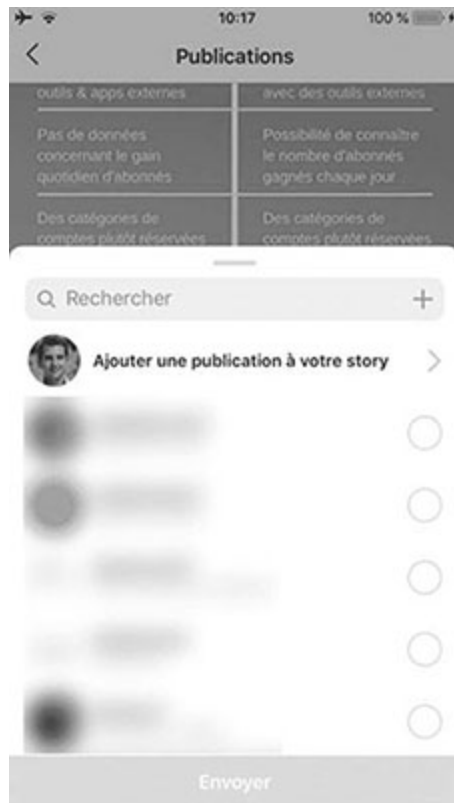 10:17
100 %
Publications
outils & apps externes
avec des outils externes
Pas de données
concernant le gain
quotidien d'abonnés
Possibilité de connaître
le nombre d'abonnés
gagnés chaque jour
Des catégories de
comptes plutôt réservées
Des catégories de
comptes plutôt réservées
Rechercher
Ajouter une publication à votre story
Envoyer